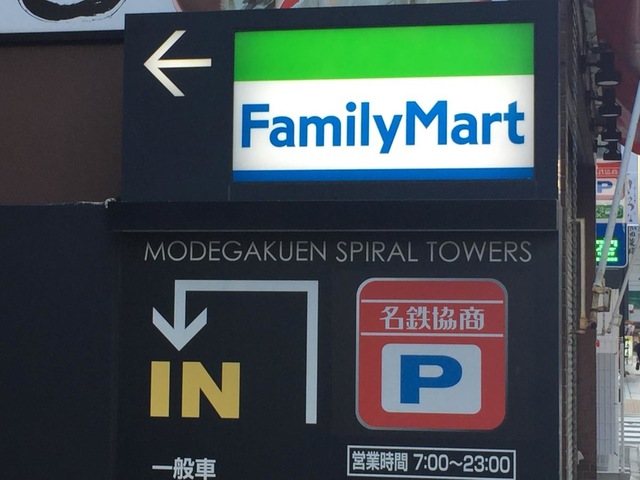 FamilyMart
MODEGAKUEN SPIRAL TOWERS
IN
名鉄協商
P
一般車
営業時間 7:00～23:00
P